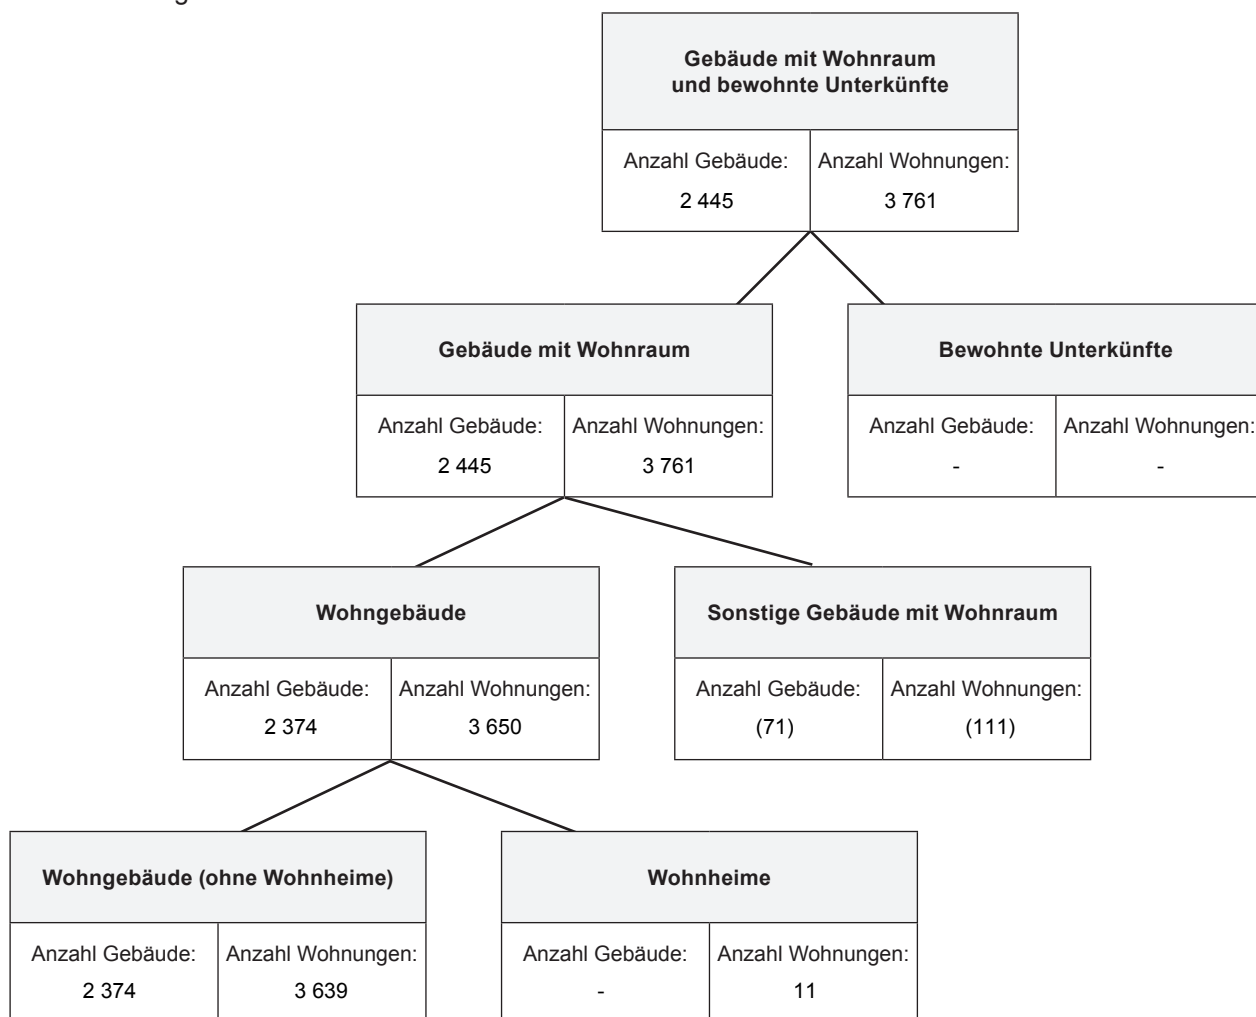 Gebäude mit Wohnraum
und bewohnte Unterkünfte
Anzahl Gebäude: Anzahl Wohnungen:
2 445 3 761
Gebäude mit Wohnraum
Anzahl Gebäude: Anzahl Wohnungen:
2 445 3 761
Bewohnte Unterkünfte
Anzahl Gebäude: Anzahl Wohnungen:
- -
Wohngebäude
Anzahl Gebäude: Anzahl Wohnungen:
2 374 3 650
Sonstige Gebäude mit Wohnraum
Anzahl Gebäude: Anzahl Wohnungen:
(71) (111)
Wohngebäude (ohne Wohnheime)
Anzahl Gebäude: Anzahl Wohnungen:
2 374 3 639
Wohnheime
Anzahl Gebäude: Anzahl Wohnungen:
- 11